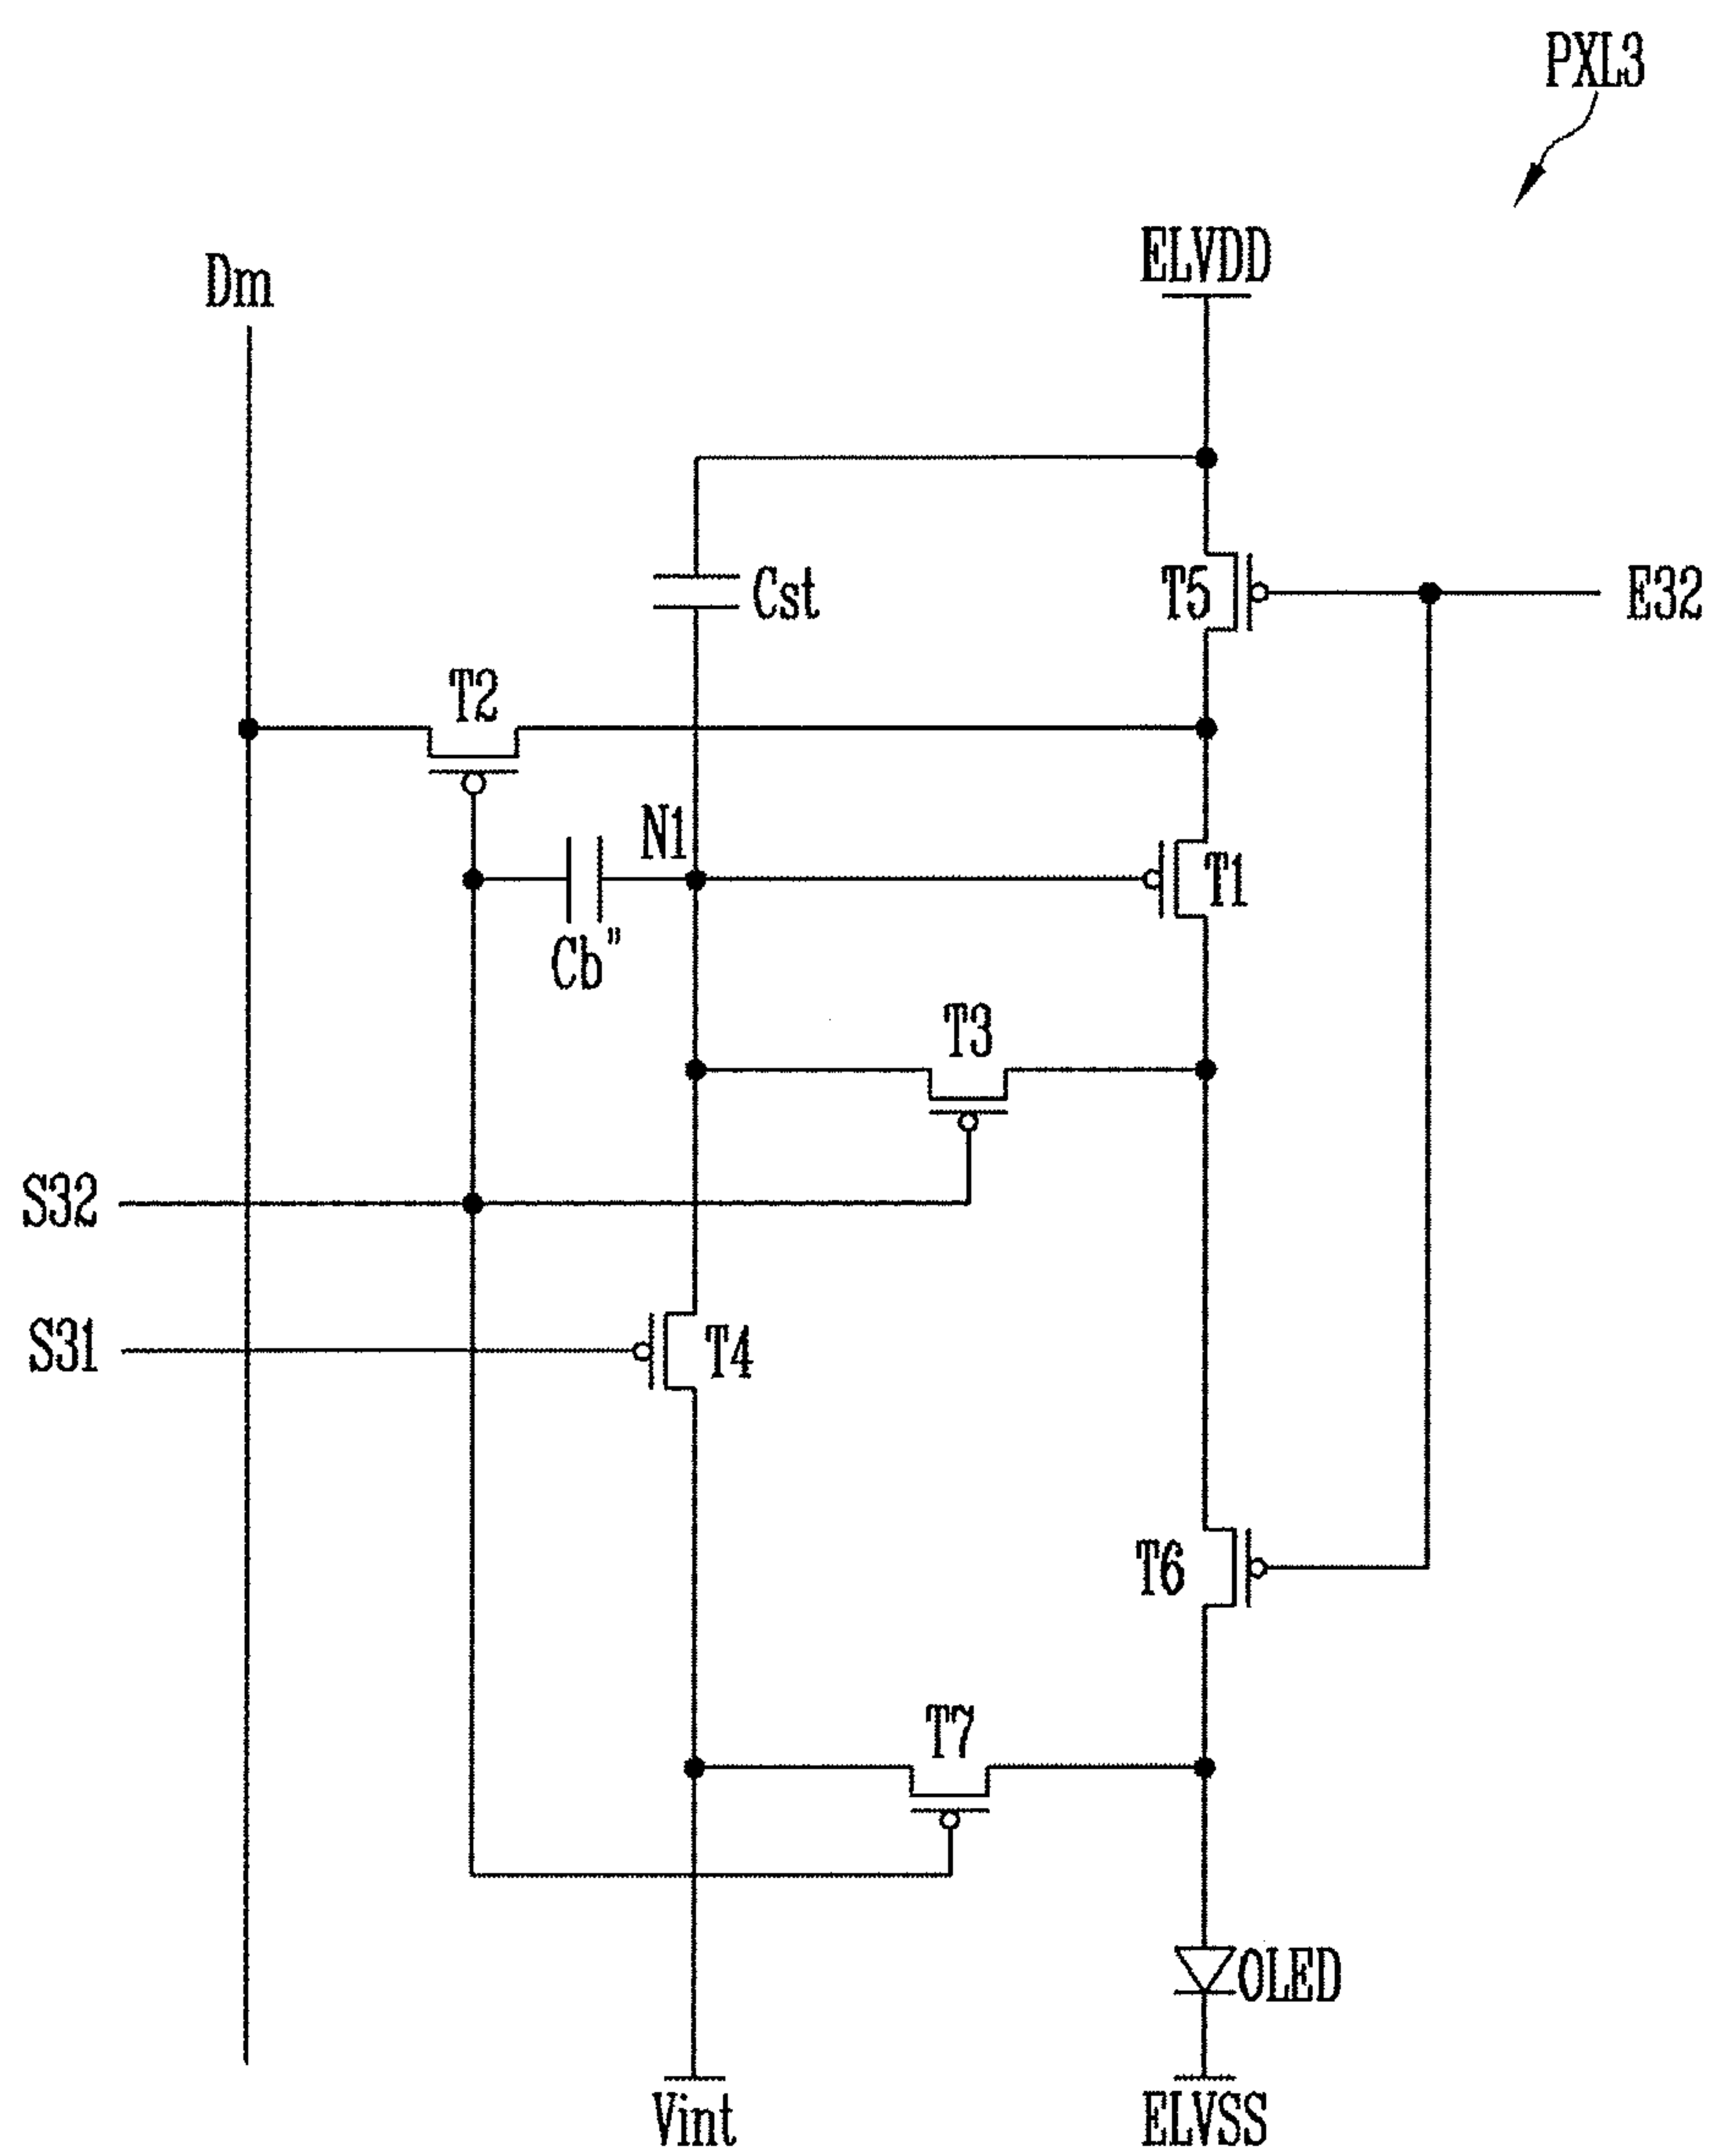 PXL3
ELVDD
Dm
T5
Cst
E32
T2
N1
T1
Cb"
T3
S32
S31
T4
T6
T7
OLED
Vint
ELVSS